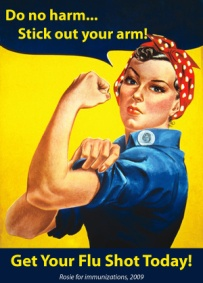 Do no harm...
Stick out your arm!
Get Your Flu Shot Today!
Rosie for immunizations, 2009